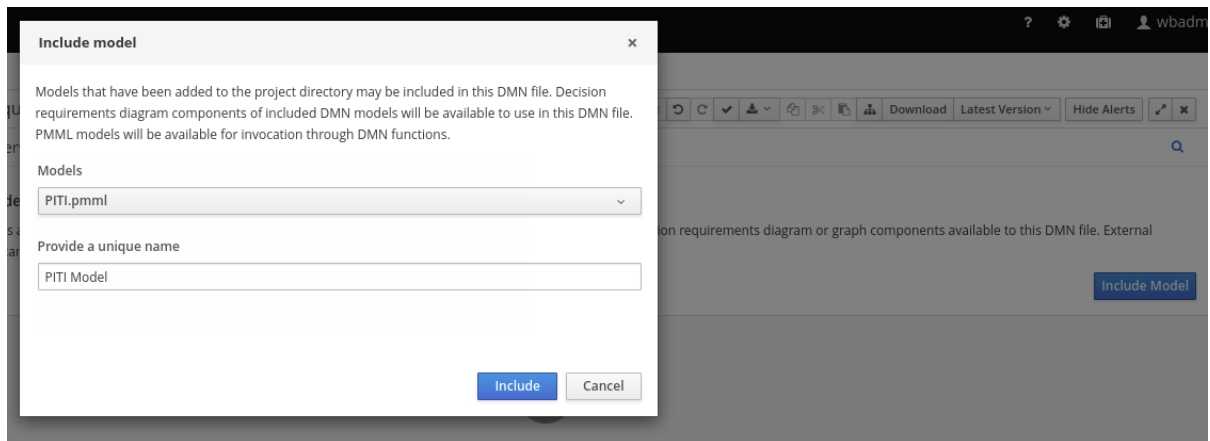 ? wbadm
Include model ×
Models that have been added to the project directory may be included in this DMN file. Decision
requirements diagram components of included DMN models will be available to use in this DMN file.
PMML models will be available for invocation through DMN functions.
Download Latest Version Hide Alerts
Models
PITI.pmml
ion requirements diagram or graph components available to this DMN file. External
Provide a unique name
PITI Model
Include Model
Include Cancel